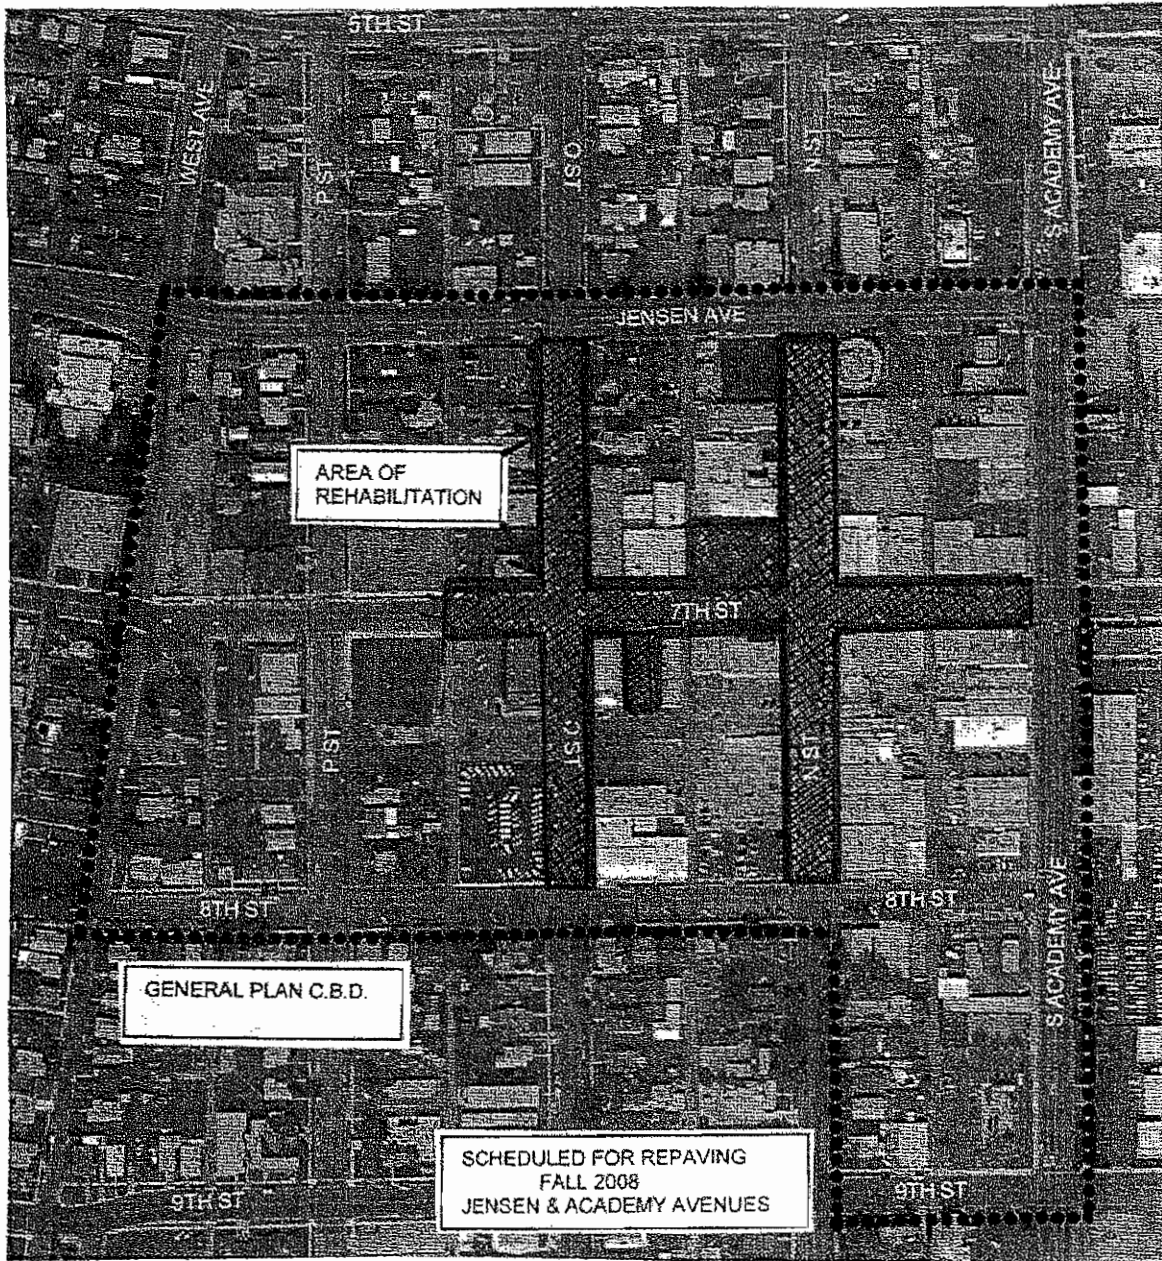 5TH ST
WEST AVE
P ST
O ST
N ST
S ACADEMY AVE
JENSEN AVE
AREA OF
REHABILITATION
7TH ST
P ST
O ST
N ST
8TH ST
8TH ST
S ACADEMY AVE
GENERAL PLAN C.B.D.
SCHEDULED FOR REPAVING
FALL 2008
JENSEN & ACADEMY AVENUES
9TH ST
9TH ST